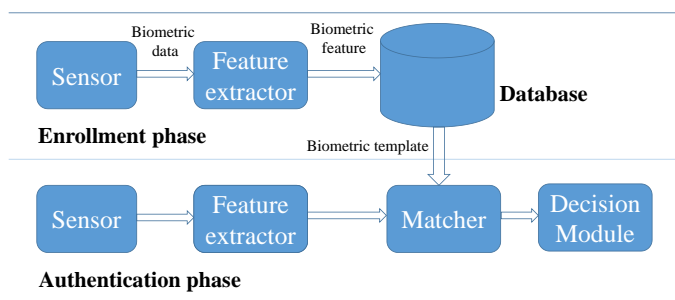 Biometric
data
Biometric
feature
Sensor
Feature
extractor
Database
Enrollment phase
Biometric template
Sensor
Feature
extractor
Matcher
Decision
Module
Authentication phase